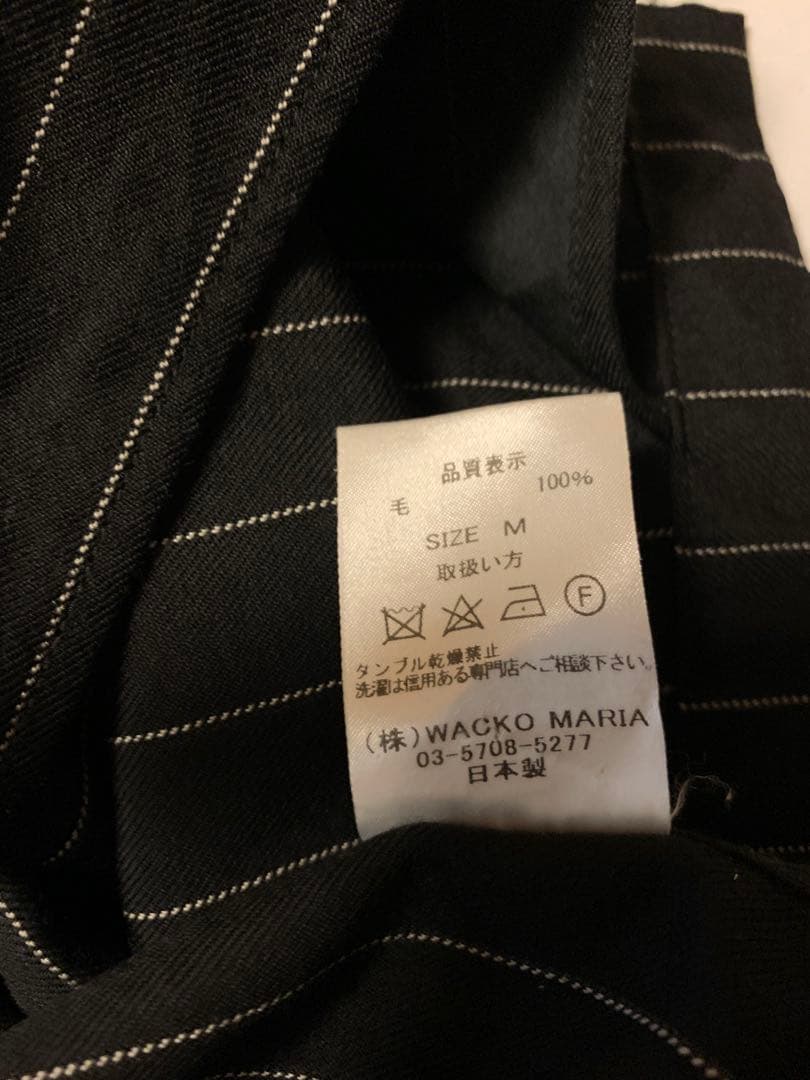 品質表示
毛 100%
SIZE M
取扱い方
F
タンブル乾燥禁止
洗濯は信用ある専門店へご相談下さい。
(株)WACKO MARIA
03-5708-5277
日本製